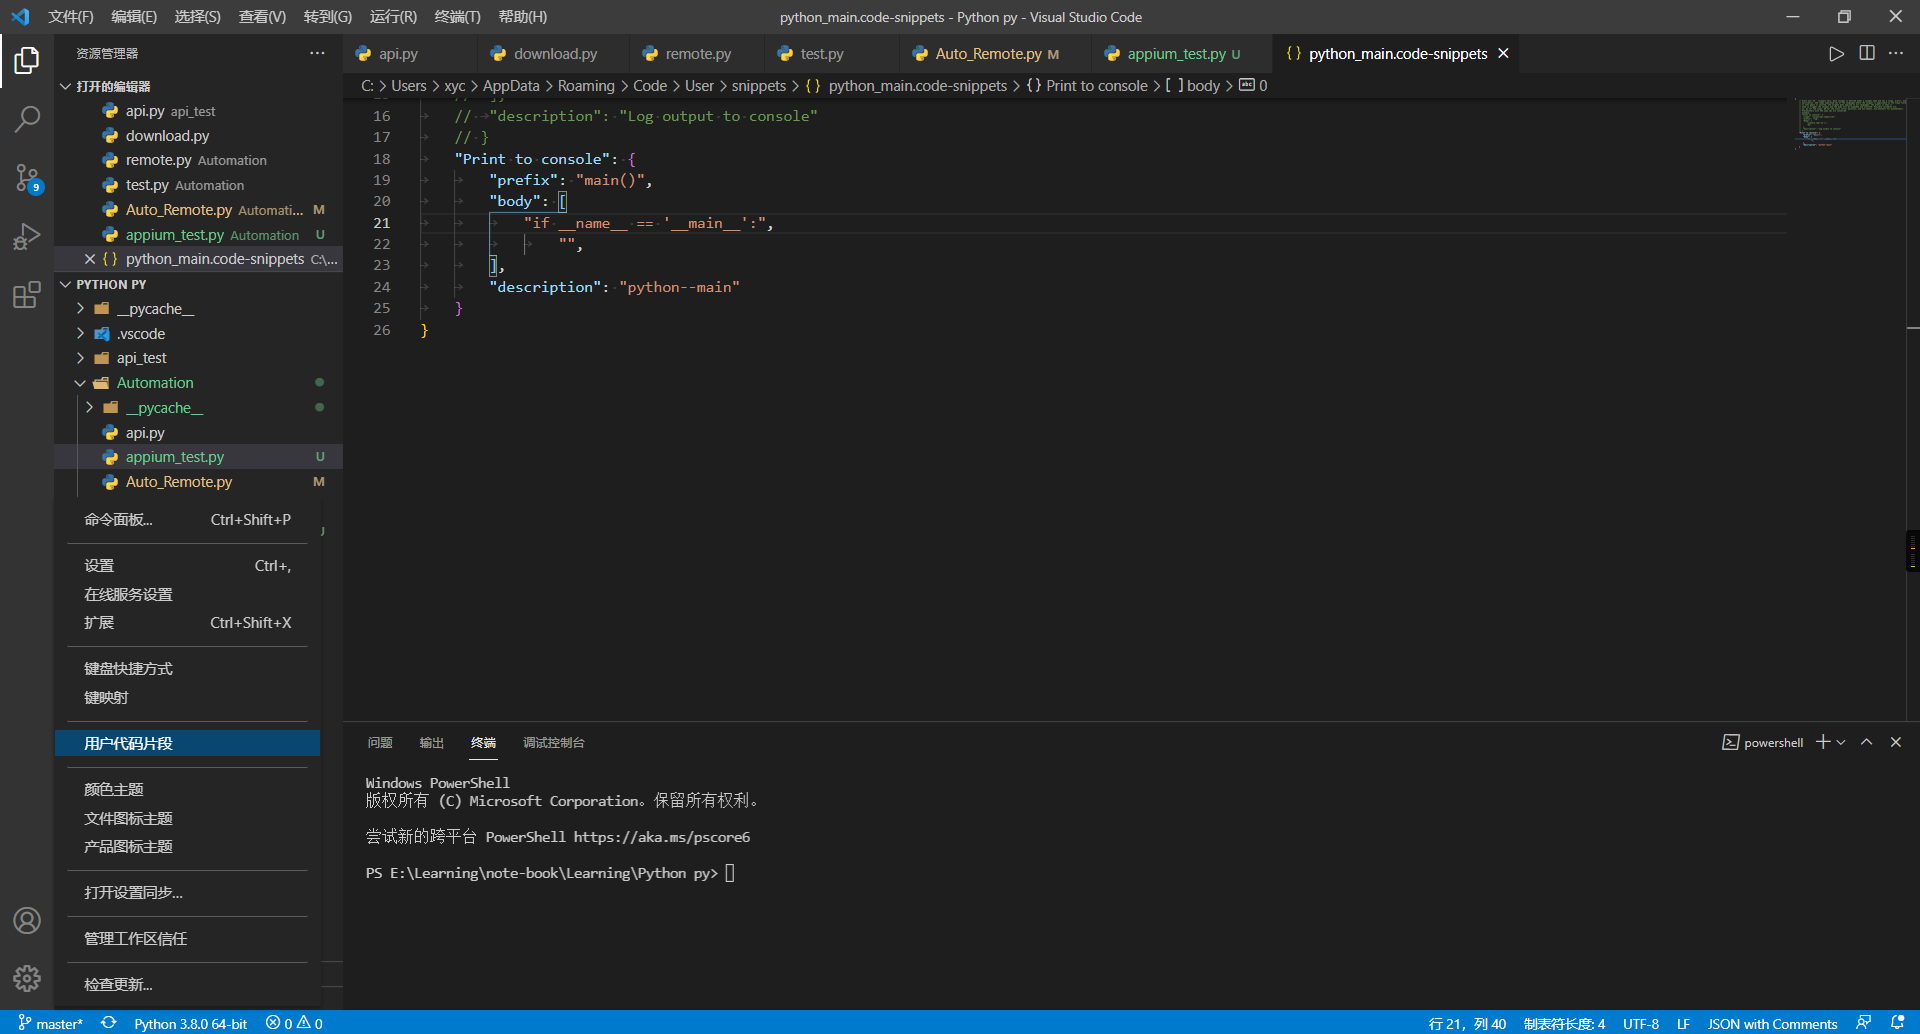 文件(F) 编辑(E) 选择(S) 查看(V) 转到(G) 运行(R) 终端(T) 帮助(H) python_main.code-snippets - Python py - Visual Studio Code
资源管理器 ···
api.py download.py remote.py test.py Auto_Remote.py M appium_test.py U {} python_main.code-snippets
C: > Users > xyc > AppData > Roaming > Code > User > snippets > {} python_main.code-snippets > {} Print to console > [ ] body > abc 0
打开的编辑器
api.py api_test
download.py
remote.py Automation
test.py Automation
Auto_Remote.py Automati... M
appium_test.py Automation U
{} python_main.code-snippets C:\...
PYTHON PY
__pycache__
.vscode
api_test
Automation
__pycache__
api.py
appium_test.py U
Auto_Remote.py M
16 // "description": "Log output to console"
17 // }
18 "Print to console": {
19 "prefix": "main()",
20 "body": [
21 "if __name__ == '__main__':",
22 "",
23 ],
24 "description": "python--main"
25 }
26 }
命令面板... Ctrl+Shift+P
设置 Ctrl+,
在线服务设置
扩展 Ctrl+Shift+X
键盘快捷方式
键映射
用户代码片段
颜色主题
文件图标主题
产品图标主题
打开设置同步...
管理工作区信任
检查更新...
9
问题 输出 终端 调试控制台 powershell
Windows PowerShell
版权所有 (C) Microsoft Corporation。保留所有权利。
尝试新的跨平台 PowerShell https://aka.ms/pscore6
PS E:\Learning\note-book\Learning\Python py>
master* Python 3.8.0 64-bit 0 0 行 21，列 40 制表符长度: 4 UTF-8 LF JSON with Comments